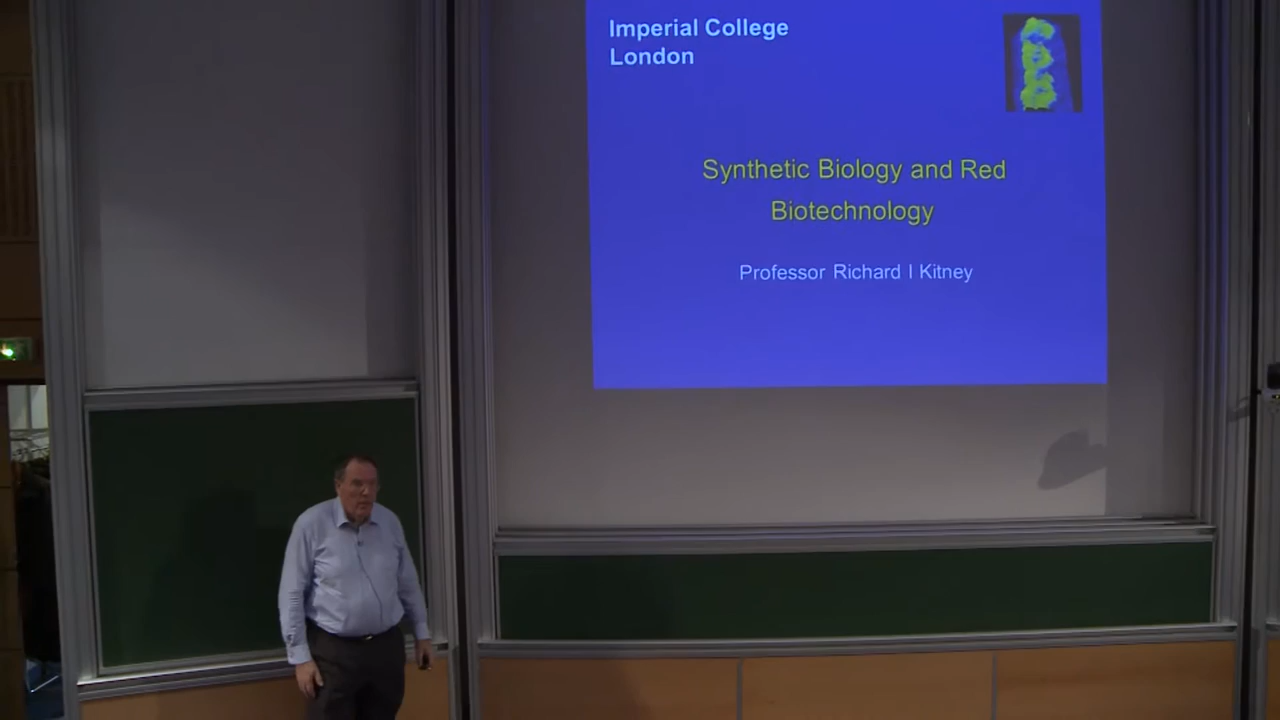 Imperial College
London
Synthetic Biology and Red
Biotechnology
Professor Richard I Kitney